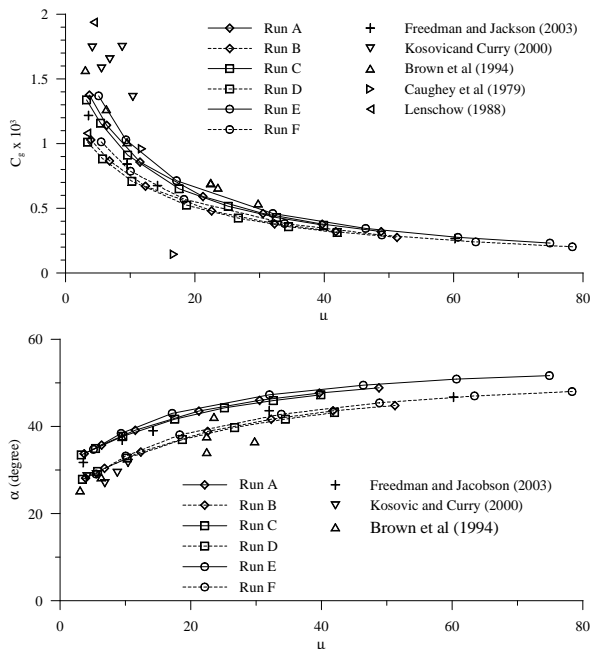 2
1.5
1
0.5
0
C_g x 10^3
0 20 40 60 80
μ
Run A
Run B
Run C
Run D
Run E
Run F
Freedman and Jackson (2003)
Kosovicand Curry (2000)
Brown et al (1994)
Caughey et al (1979)
Lenschow (1988)
60
40
20
0
α (degree)
0 20 40 60 80
μ
Run A
Run B
Run C
Run D
Run E
Run F
Freedman and Jacobson (2003)
Kosovic and Curry (2000)
Brown et al (1994)